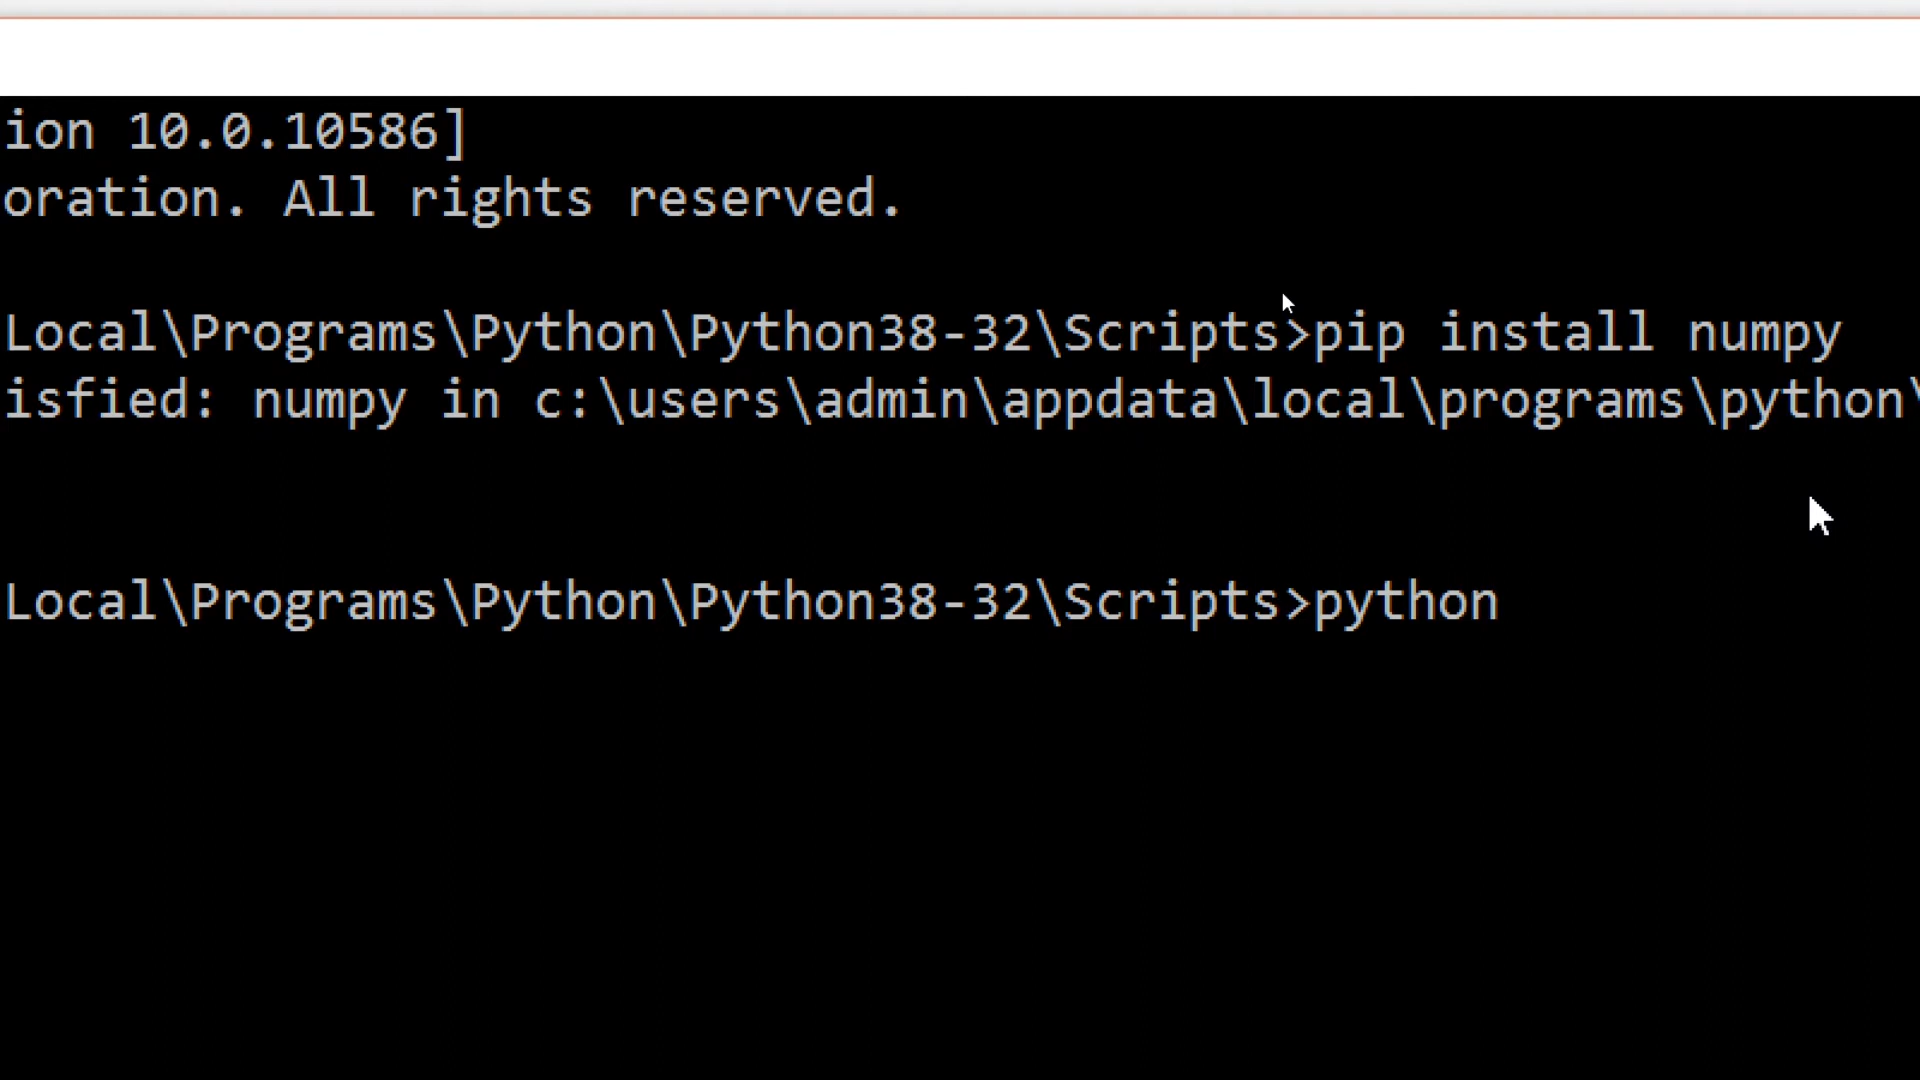 ion 10.0.10586]
oration. All rights reserved.
Local\Programs\Python\Python38-32\Scripts>pip install numpy
isfied: numpy in c:\users\admin\appdata\local\programs\python\
Local\Programs\Python\Python38-32\Scripts>python